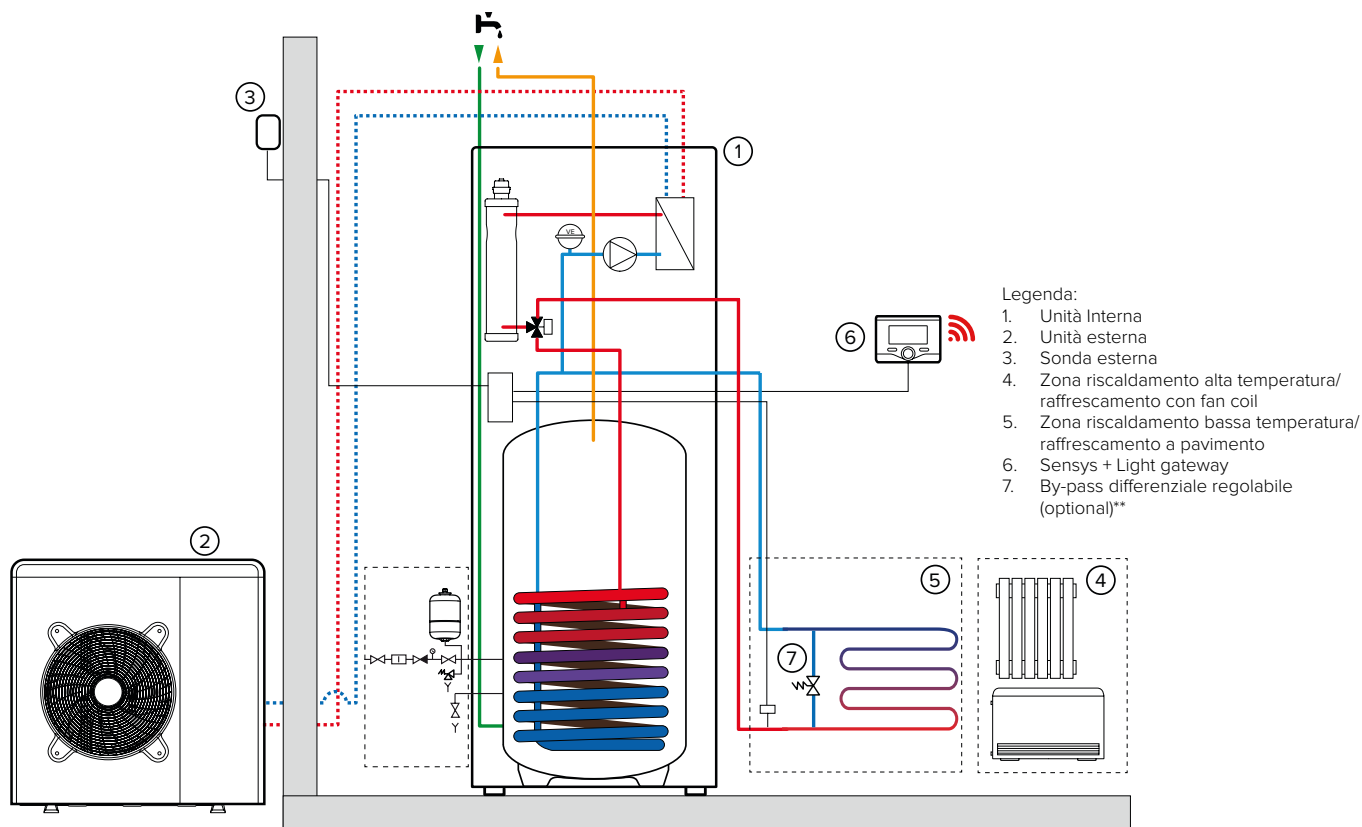 3
1
VE
6
Legenda:
1. Unità Interna
2. Unità esterna
3. Sonda esterna
4. Zona riscaldamento alta temperatura/
raffrescamento con fan coil
5. Zona riscaldamento bassa temperatura/
raffrescamento a pavimento
6. Sensys + Light gateway
7. By-pass differenziale regolabile
(optional)**
2
5
4
7